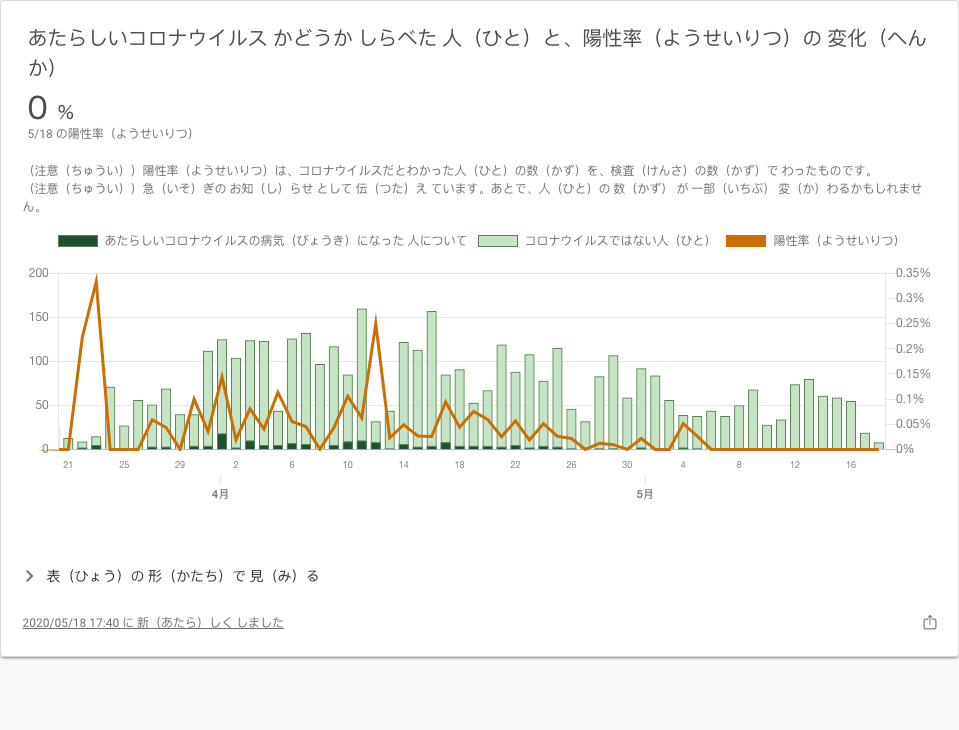 あたらしいコロナウイルス かどうか しらべた 人（ひと）と、陽性率（ようせいりつ）の 変化（へん
か）
0 %
5/18 の陽性率（ようせいりつ）
（注意（ちゅうい））陽性率（ようせいりつ）は、コロナウイルスだとわかった人（ひと）の数（かず）を、検査（けんさ）の数（かず）で わったものです。
（注意（ちゅうい））急（いそ）ぎの お知（し）らせ として 伝（つた）え ています。あとで、人（ひと）の 数（かず） が 一部（いちぶ） 変（か）わるかもしれませ
ん。
あたらしいコロナウイルスの病気（びょうき）になった 人について コロナウイルスではない人（ひと） 陽性率（ようせいりつ）
200 0.35%
0.3%
150
0.25%
0.2%
100
0.15%
50 0.1%
0.05%
0 0%
21 25 29 2 6 10 14 18 22 26 30 4 8 12 16
4月 5月
表（ひょう）の 形（かたち）で 見（み）る
2020/05/18 17:40 に 新（あたら）しく しました